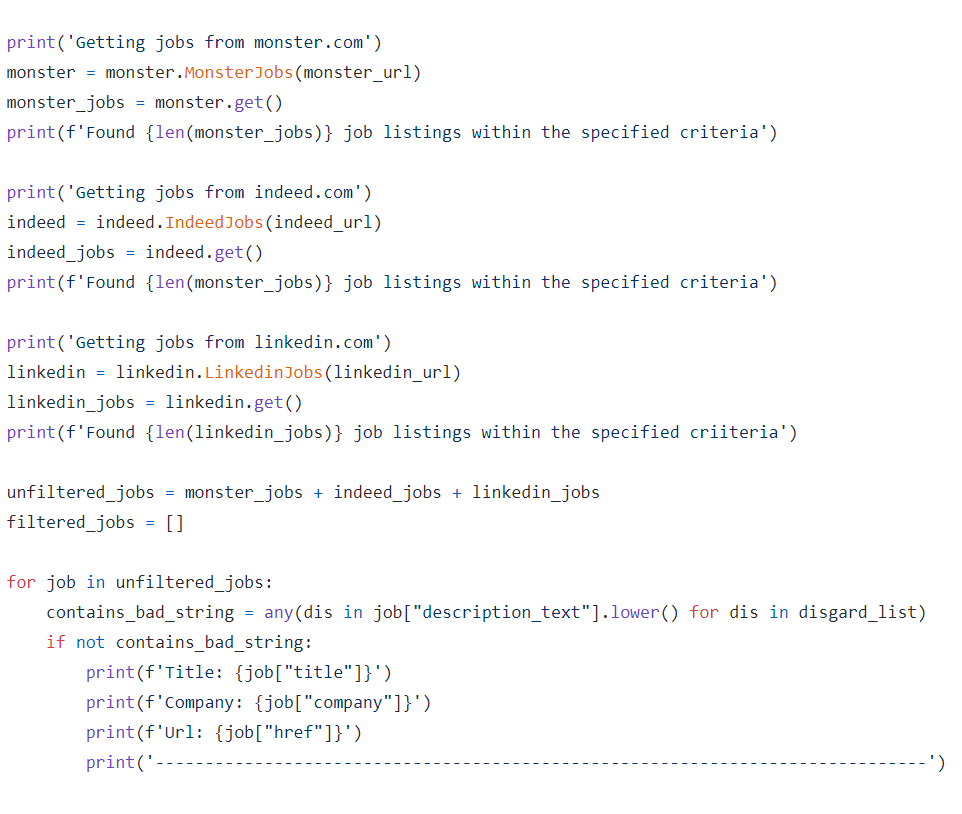 print('Getting jobs from monster.com')
monster = monster.MonsterJobs(monster_url)
monster_jobs = monster.get()
print(f'Found {len(monster_jobs)} job listings within the specified criteria')

print('Getting jobs from indeed.com')
indeed = indeed.IndeedJobs(indeed_url)
indeed_jobs = indeed.get()
print(f'Found {len(monster_jobs)} job listings within the specified criteria')

print('Getting jobs from linkedin.com')
linkedin = linkedin.LinkedinJobs(linkedin_url)
linkedin_jobs = linkedin.get()
print(f'Found {len(linkedin_jobs)} job listings within the specified criiteria')

unfiltered_jobs = monster_jobs + indeed_jobs + linkedin_jobs
filtered_jobs = []

for job in unfiltered_jobs:
    contains_bad_string = any(dis in job["description_text"].lower() for dis in disgard_list)
    if not contains_bad_string:
        print(f'Title: {job["title"]}')
        print(f'Company: {job["company"]}')
        print(f'Url: {job["href"]}')
        print('------------------------------------------------------------------------------')